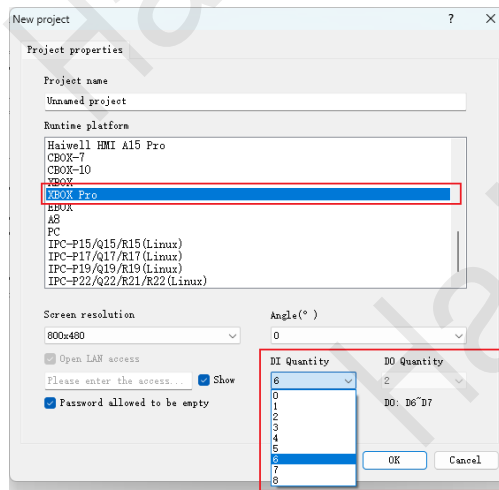 New project ? ×
Project properties
Project name
Unnamed project
Runtime platform
Haiwell HMI A15 Pro
CBOX-7
CBOX-10
XBOX
XBOX Pro
EBOX
A8
PC
IPC-P15/Q15/R15(Linux)
IPC-P17/Q17/R17(Linux)
IPC-P19/Q19/R19(Linux)
IPC-P22/Q22/R21/R22(Linux)
Screen resolution Angle(° )
800x480 0
Open LAN access DI Quantity DO Quantity
Please enter the access... Show 6 2
Password allowed to be empty DO: D6~D7
0
1
2
3
4
5
6
7
8
OK Cancel